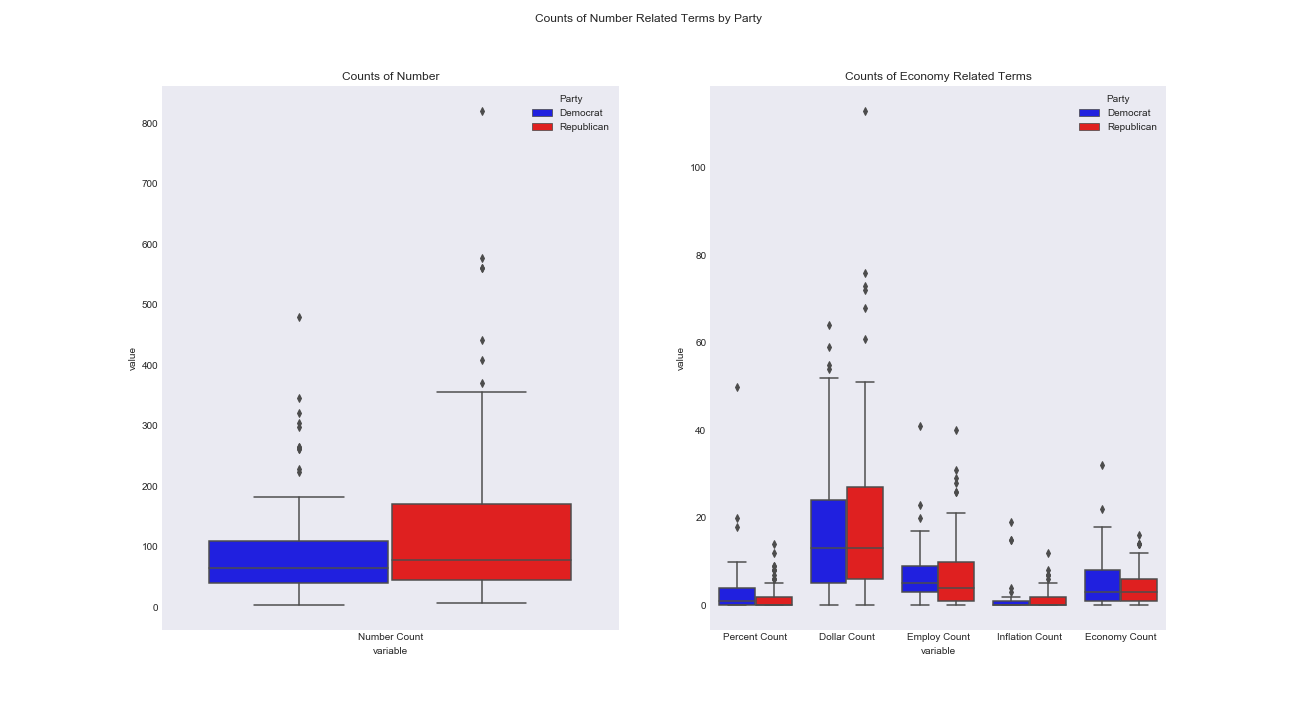 Counts of Number Related Terms by Party
Counts of Number
Party
Democrat
Republican
value
800
700
600
500
400
300
200
100
0
Number Count
variable
Counts of Economy Related Terms
Party
Democrat
Republican
value
100
80
60
40
20
0
Percent Count
Dollar Count
Employ Count
Inflation Count
Economy Count
variable